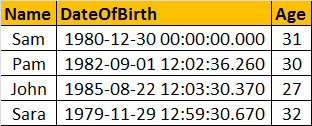 Name DateOfBirth Age
Sam 1980-12-30 00:00:00.000 31
Pam 1982-09-01 12:02:36.260 30
John 1985-08-22 12:03:30.370 27
Sara 1979-11-29 12:59:30.670 32